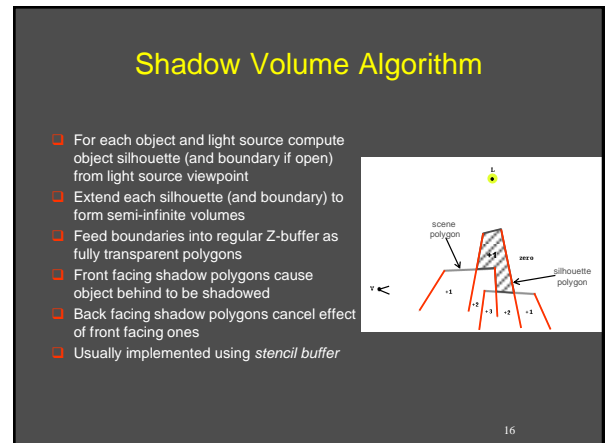 Shadow Volume Algorithm
For each object and light source compute
object silhouette (and boundary if open)
from light source viewpoint
Extend each silhouette (and boundary) to
form semi-infinite volumes
Feed boundaries into regular Z-buffer as
fully transparent polygons
Front facing shadow polygons cause
object behind to be shadowed
Back facing shadow polygons cancel effect
of front facing ones
Usually implemented using stencil buffer
L
scene
polygon
+1
zero
silhouette
polygon
V
+1
+2
+3
+2
+1
16